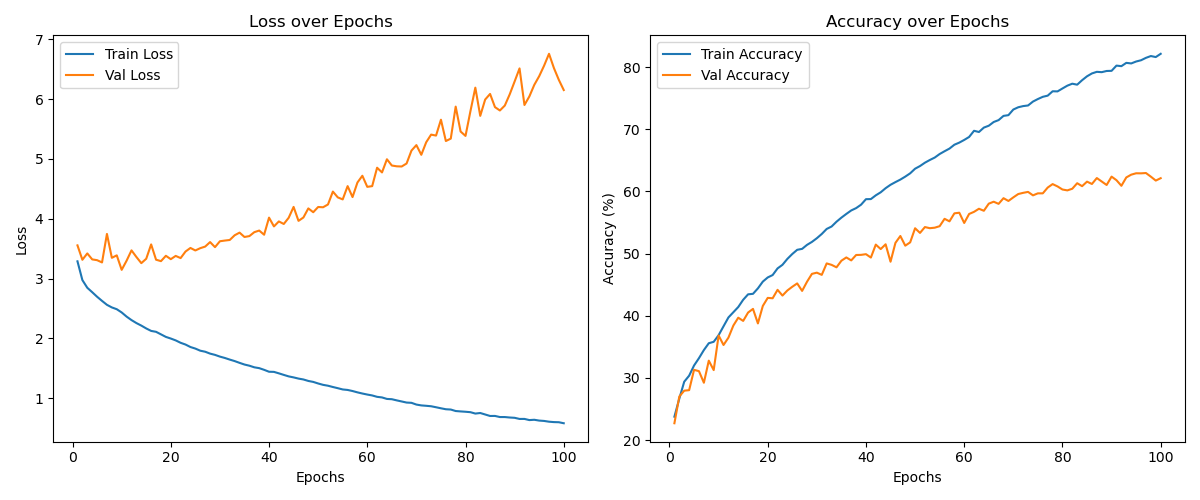 Loss over Epochs
Train Loss
Val Loss
7
6
5
4
3
2
1
Loss
0 20 40 60 80 100
Epochs
Accuracy over Epochs
Train Accuracy
Val Accuracy
80
70
60
50
40
30
20
Accuracy (%)
0 20 40 60 80 100
Epochs